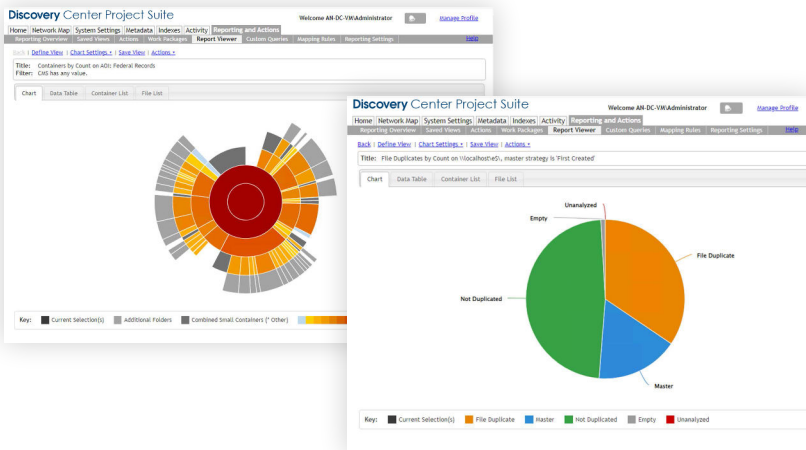 Discovery Center Project Suite
Welcome AN-DC-VM\Administrator
Manage Profile
Home Network Map System Settings Metadata Indexes Activity Reporting and Actions
Reporting Overview Saved Views Actions Work Packages Report Viewer Custom Queries Mapping Rules Reporting Settings Help
Back | Define View | Chart Settings | Save View | Actions
Title: Containers by Count on AOI: Federal Records
Filter: CMS has any value.
Chart Data Table Container List File List
Key: Current Selection(s) Additional Folders Combined Small Containers (* Other)
Discovery Center Project Suite
Welcome AN-DC-VM\Administrator
Manage Profile
Home Network Map System Settings Metadata Indexes Activity Reporting and Actions
Reporting Overview Saved Views Actions Work Packages Report Viewer Custom Queries Mapping Rules Reporting Settings Help
Back | Define View | Chart Settings | Save View | Actions
Title: File Duplicates by Count on \\localhost\e$\, master strategy is 'First Created'
Chart Data Table Container List File List
Unanalyzed
Empty
File Duplicate
Not Duplicated
Master
Key: Current Selection(s) File Duplicate Master Not Duplicated Empty Unanalyzed